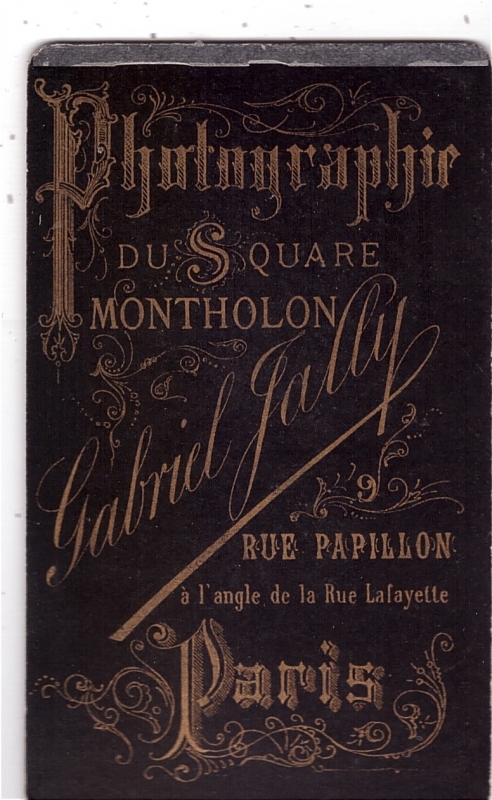 Photographie
DU SQUARE
MONTHOLON
Gabriel Jally
9
RUE PAPILLON
à l'angle de la Rue Lafayette
Paris